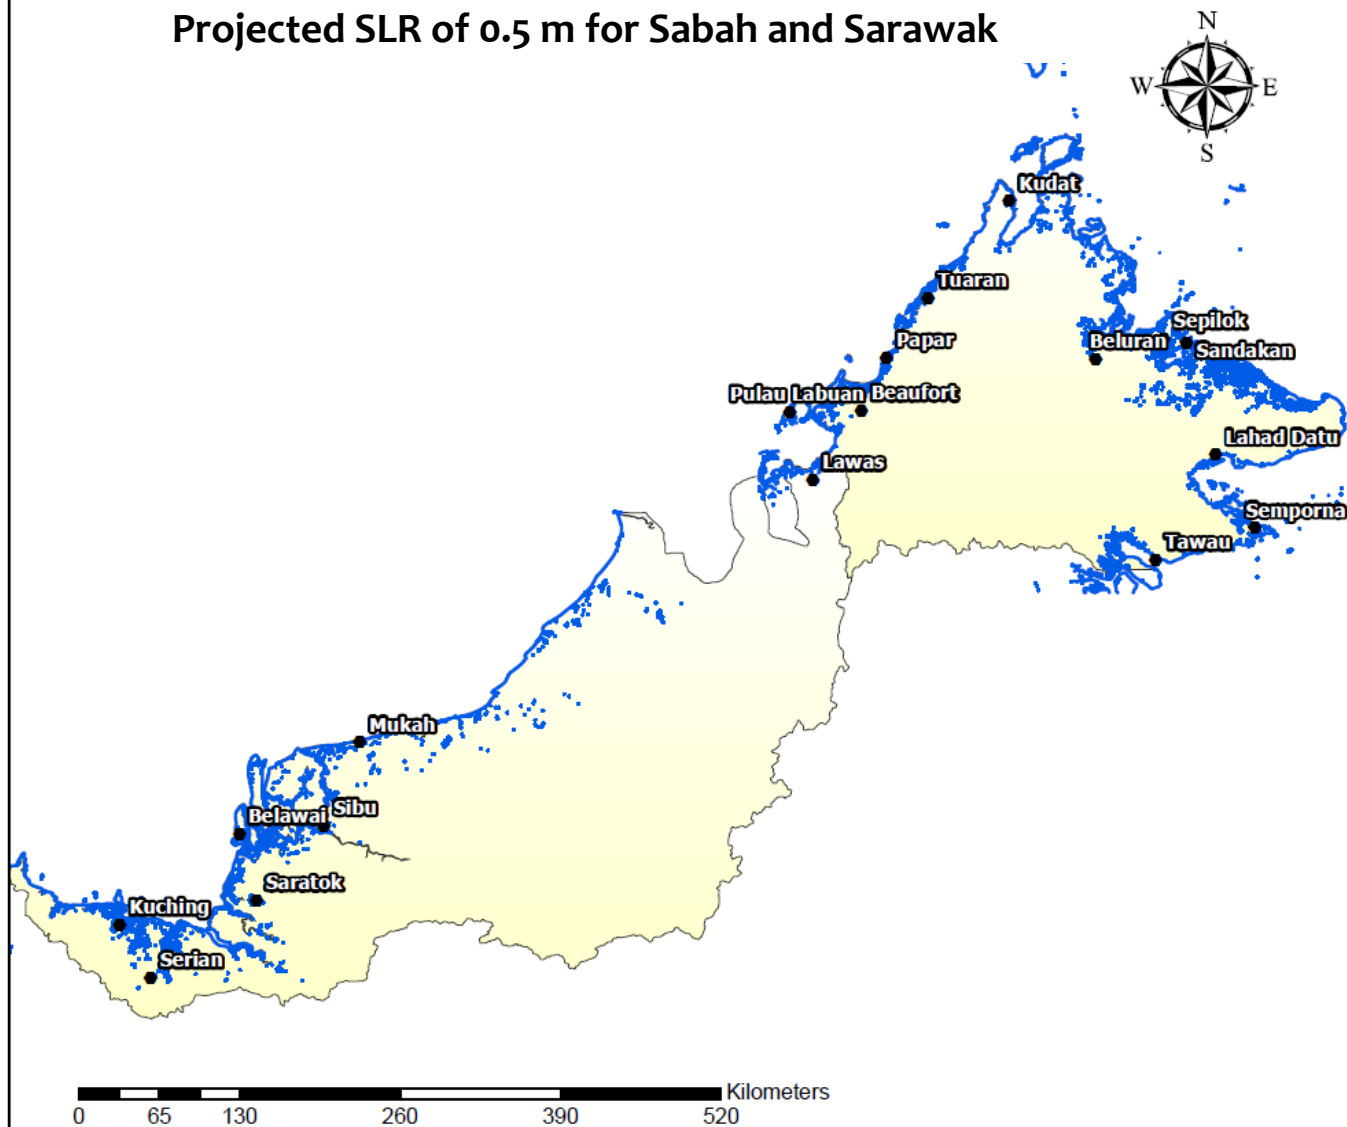 Projected SLR of 0.5 m for Sabah and Sarawak
N
W E
S
Kudat
Tuaran
Sepilok
Papar
Beluran
Sandakan
Pulau Labuan
Beaufort
Lahad Datu
Lawas
Semporna
Tawau
Mukah
Belawai
Sibu
Saratok
Kuching
Serian
Kilometers
0 65 130 260 390 520